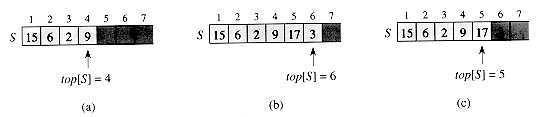 1 2 3 4 5 6 7
S 15 6 2 9
top[S] = 4
(a)
1 2 3 4 5 6 7
S 15 6 2 9 17 3
top[S] = 6
(b)
1 2 3 4 5 6 7
S 15 6 2 9 17
top[S] = 5
(c)